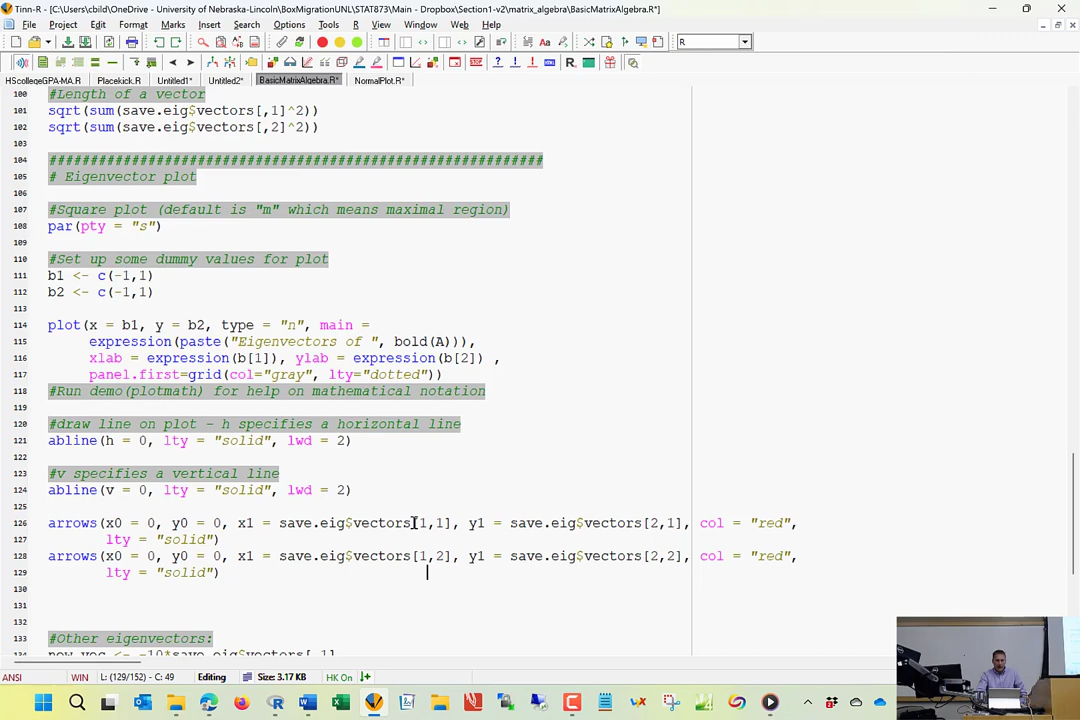 Tinn-R - [C:\Users\cbild\OneDrive - University of Nebraska-Lincoln\BoxMigrationUNL\STAT873\Main - Dropbox\Section1-v2\matrix_algebra\BasicMatrixAlgebra.R*]
File Project Edit Format Marks Insert Search Options Tools R View Window Web Help
R
HScollegeGPA-MA.R Placekick.R Untitled1* Untitled2* BasicMatrixAlgebra.R* NormalPlot.R*
100 #Length of a vector
101 sqrt(sum(save.eig$vectors[,1]^2))
102 sqrt(sum(save.eig$vectors[,2]^2))
103
104 ############################################################
105 # Eigenvector plot
106
107 #Square plot (default is "m" which means maximal region)
108 par(pty = "s")
109
110 #Set up some dummy values for plot
111 b1 <- c(-1,1)
112 b2 <- c(-1,1)
113
114 plot(x = b1, y = b2, type = "n", main =
115 expression(paste("Eigenvectors of ", bold(A))),
116 xlab = expression(b[1]), ylab = expression(b[2]) ,
117 panel.first=grid(col="gray", lty="dotted"))
118 #Run demo(plotmath) for help on mathematical notation
119
120 #draw line on plot - h specifies a horizontal line
121 abline(h = 0, lty = "solid", lwd = 2)
122
123 #v specifies a vertical line
124 abline(v = 0, lty = "solid", lwd = 2)
125
126 arrows(x0 = 0, y0 = 0, x1 = save.eig$vectors[1,1], y1 = save.eig$vectors[2,1], col = "red",
127 lty = "solid")
128 arrows(x0 = 0, y0 = 0, x1 = save.eig$vectors[1,2], y1 = save.eig$vectors[2,2], col = "red",
129 lty = "solid")
130
131
132
133 #Other eigenvectors:
134 new.vec <- -10*save.eig$vectors[,1]
ANSI WIN L: (129/152) C: 49 Editing Size: 3.17 KB HK On